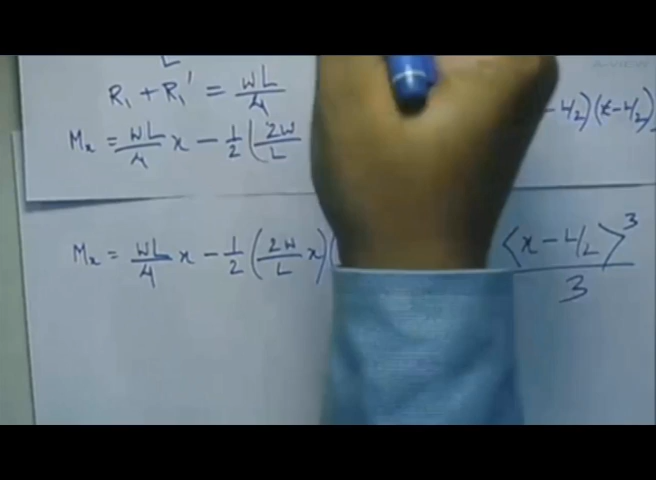 L
R₁ + R₁' = wL/4
Mₓ = wL/4 x - 1/2 (2w/L - L/2)(x-L/2)
Mₓ = wL/4 x - 1/2 (2w/L x)( <x - L/2>³/3